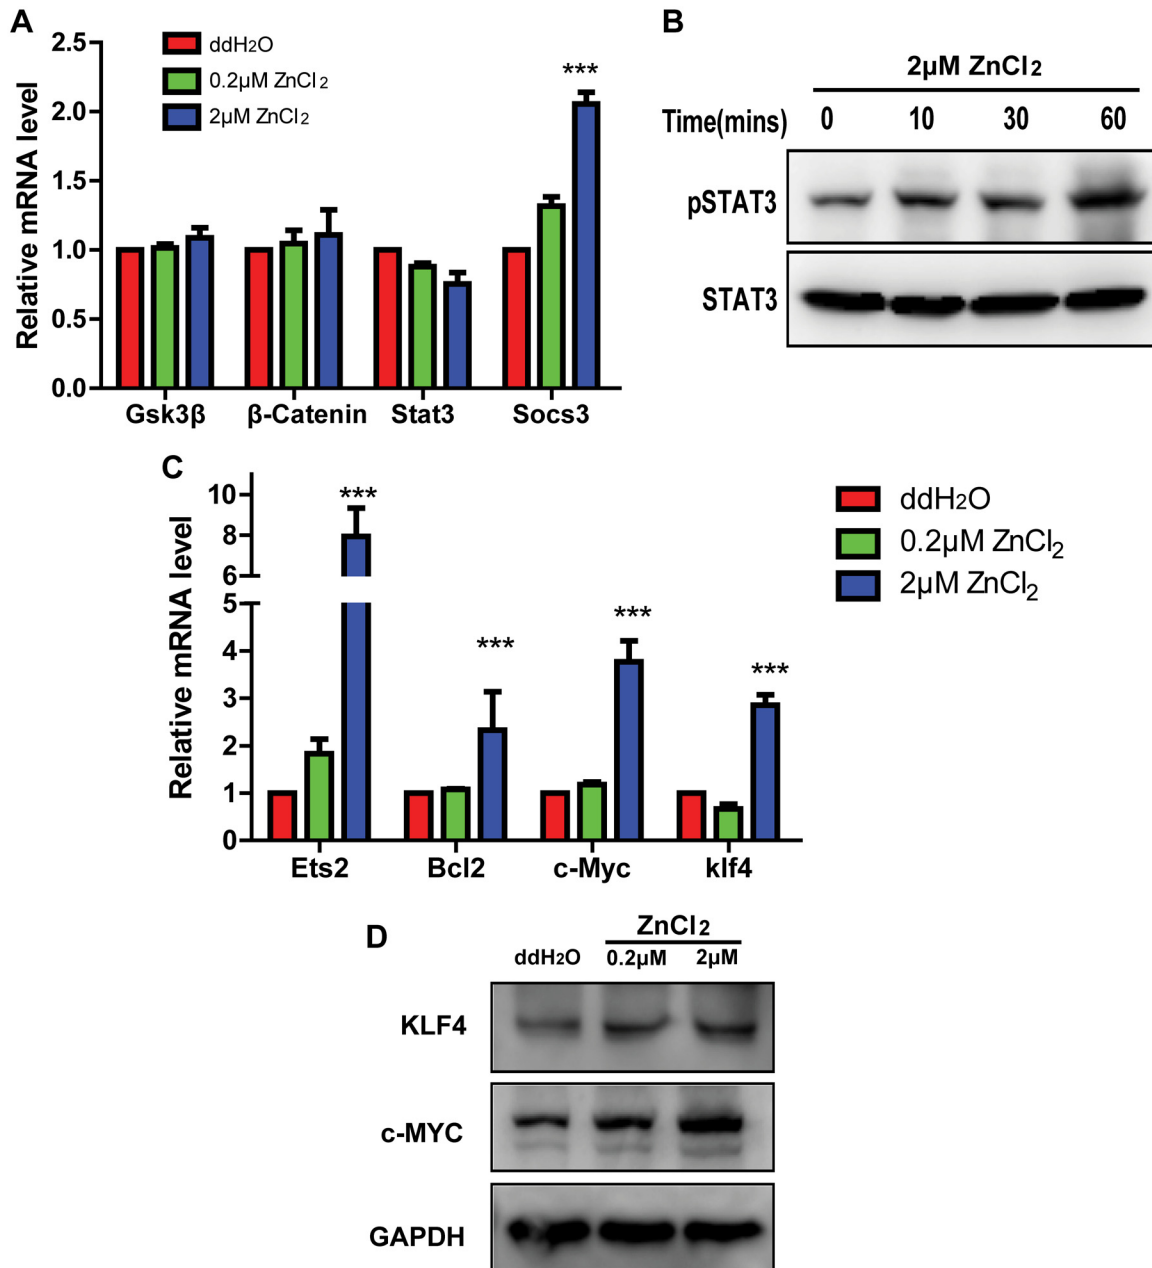 A
2.5
2.0
1.5
1.0
0.5
0.0
Relative mRNA level
ddH2O
0.2μM ZnCl2
2μM ZnCl2
***
Gsk3β β-Catenin Stat3 Socs3
B
2μM ZnCl2
Time(mins) 0 10 30 60
pSTAT3
STAT3
C
10
8
6
5
4
3
2
1
0
Relative mRNA level
***
***
***
***
Ets2 Bcl2 c-Myc klf4
ddH2O
0.2μM ZnCl2
2μM ZnCl2
D
ZnCl2
ddH2O 0.2μM 2μM
KLF4
c-MYC
GAPDH